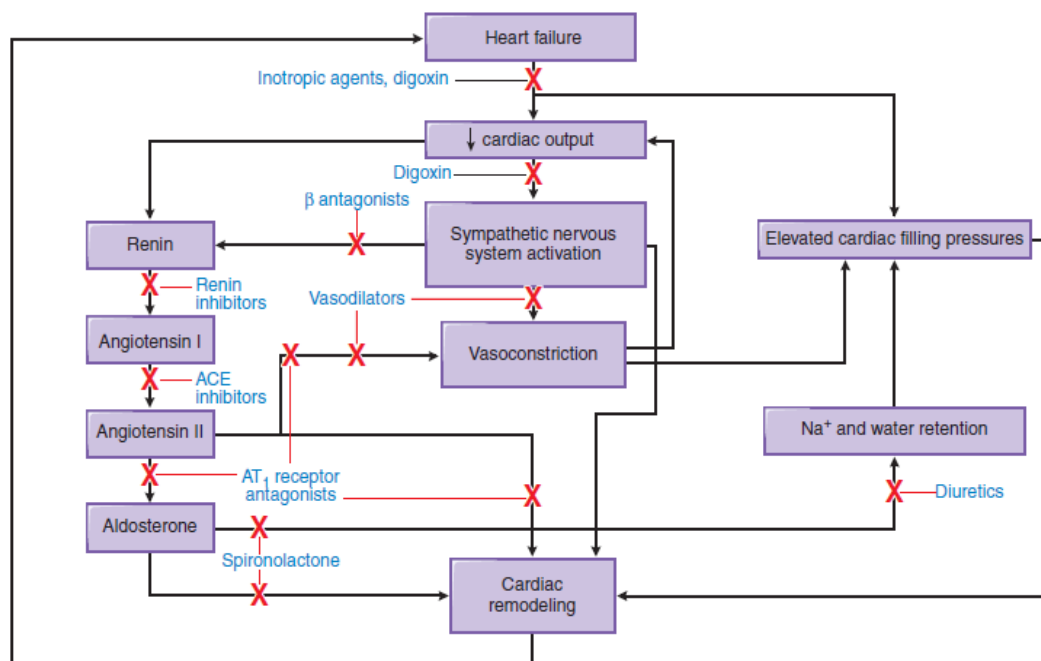 Heart failure
Inotropic agents, digoxin
X
↓ cardiac output
Digoxin
X
β antagonists
X
Renin
Sympathetic nervous
system activation
Elevated cardiac filling pressures
X
Renin
inhibitors
Vasodilators
X
Angiotensin I
X
X
Vasoconstriction
X
ACE
inhibitors
Angiotensin II
Na⁺ and water retention
X
AT₁ receptor
antagonists
X
X
Diuretics
Aldosterone
X
Spironolactone
X
Cardiac
remodeling